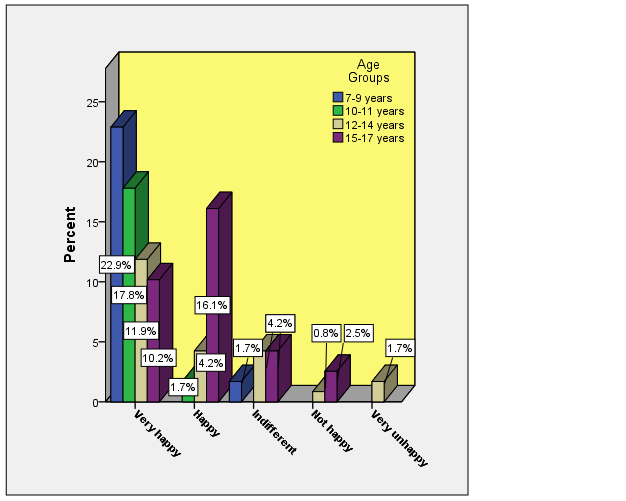 Age
Groups
7-9 years
10-11 years
12-14 years
15-17 years
Percent
25
20
15
10
5
0
22.9%
17.8%
11.9%
10.2%
1.7%
4.2%
16.1%
1.7%
4.2%
0.8%
2.5%
1.7%
Very happy
Happy
Indifferent
Not happy
Very unhappy